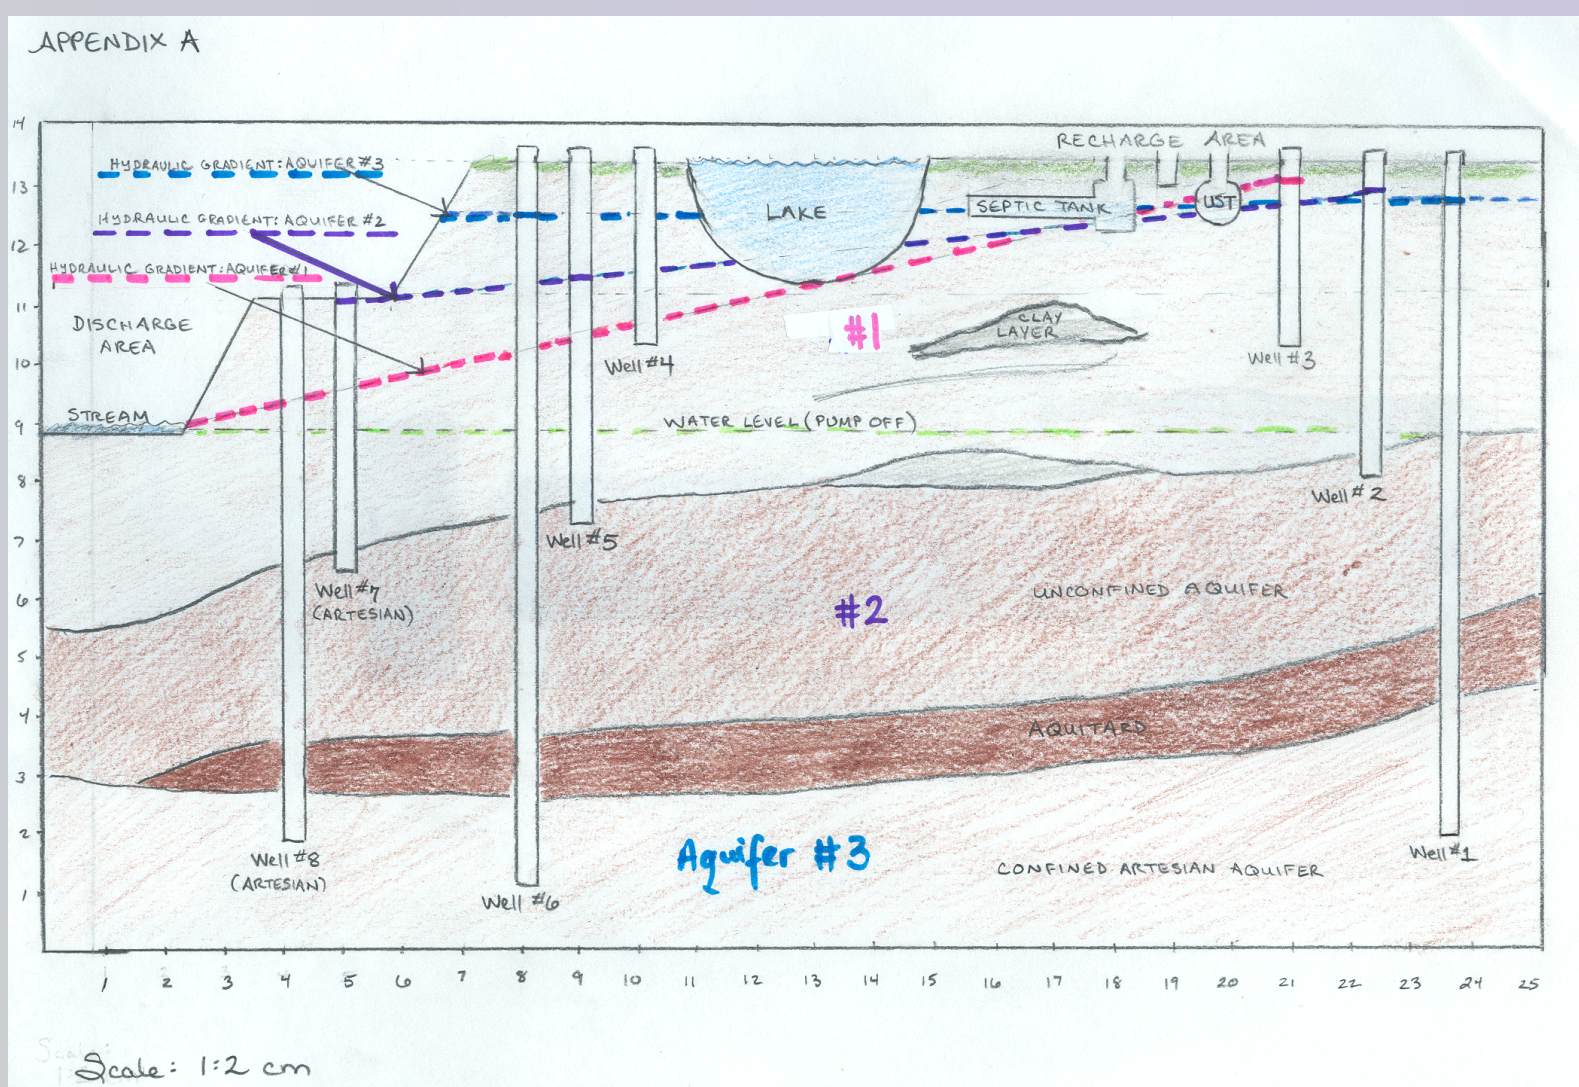 APPENDIX A
14
RECHARGE AREA
HYDRAULIC GRADIENT: AQUIFER #3
13
SEPTIC TANK
UST
LAKE
HYDRAULIC GRADIENT: AQUIFER #2
12
HYDRAULIC GRADIENT: AQUIFER #1
11
DISCHARGE
AREA
#1
CLAY
LAYER
10
Well #4
Well #3
STREAM
9
WATER LEVEL (PUMP OFF)
8
Well #2
7
Well #5
6
Well #7
(ARTESIAN)
#2
UNCONFINED AQUIFER
5
4
AQUITARD
3
2
Well #8
(ARTESIAN)
Aquifer #3
CONFINED ARTESIAN AQUIFER
Well #1
1
Well #6
1 2 3 4 5 6 7 8 9 10 11 12 13 14 15 16 17 18 19 20 21 22 23 24 25
Scale: 1:2 cm